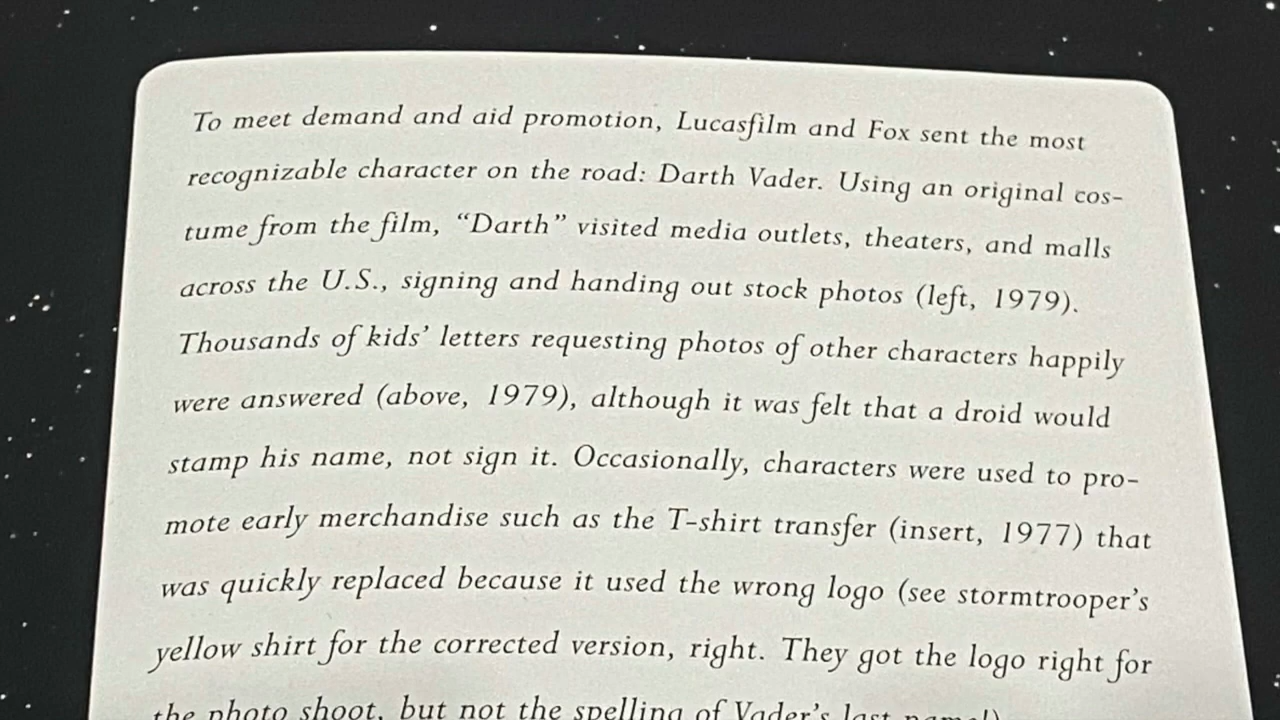 To meet demand and aid promotion, Lucasfilm and Fox sent the most
recognizable character on the road: Darth Vader. Using an original cos-
tume from the film, “Darth” visited media outlets, theaters, and malls
across the U.S., signing and handing out stock photos (left, 1979).
Thousands of kids’ letters requesting photos of other characters happily
were answered (above, 1979), although it was felt that a droid would
stamp his name, not sign it. Occasionally, characters were used to pro-
mote early merchandise such as the T-shirt transfer (insert, 1977) that
was quickly replaced because it used the wrong logo (see stormtrooper’s
yellow shirt for the corrected version, right. They got the logo right for
the photo shoot, but not the spelling of Vader’s last name!)